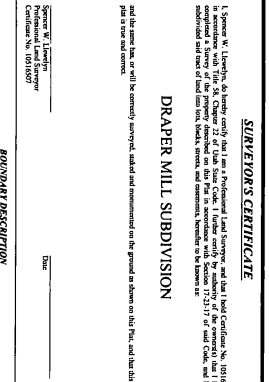 SURVEYOR'S CERTIFICATE
I, Spencer W. Llewelyn, do hereby certify that I am a Professional Land Surveyor, and that I hold Certificate No. 10516
in accordance with Title 58, Chapter 22 of Utah State Code. I further certify by authority of the owner(s) that I
completed a Survey of the property described on this Plat in accordance with Section 17-23-17 of said Code, and
subdivided said tract of land into lots, blocks, streets, and easements, hereafter to be known as:
DRAPER MILL SUBDIVISION
and the same has, or will be correctly surveyed, staked and monumented on the ground as shown on this Plat, and that this
plat is true and correct.
Spencer W. Llewelyn
Professional Land Surveyor
Certificate No. 10516507
Date
BOUNDARY DESCRIPTION